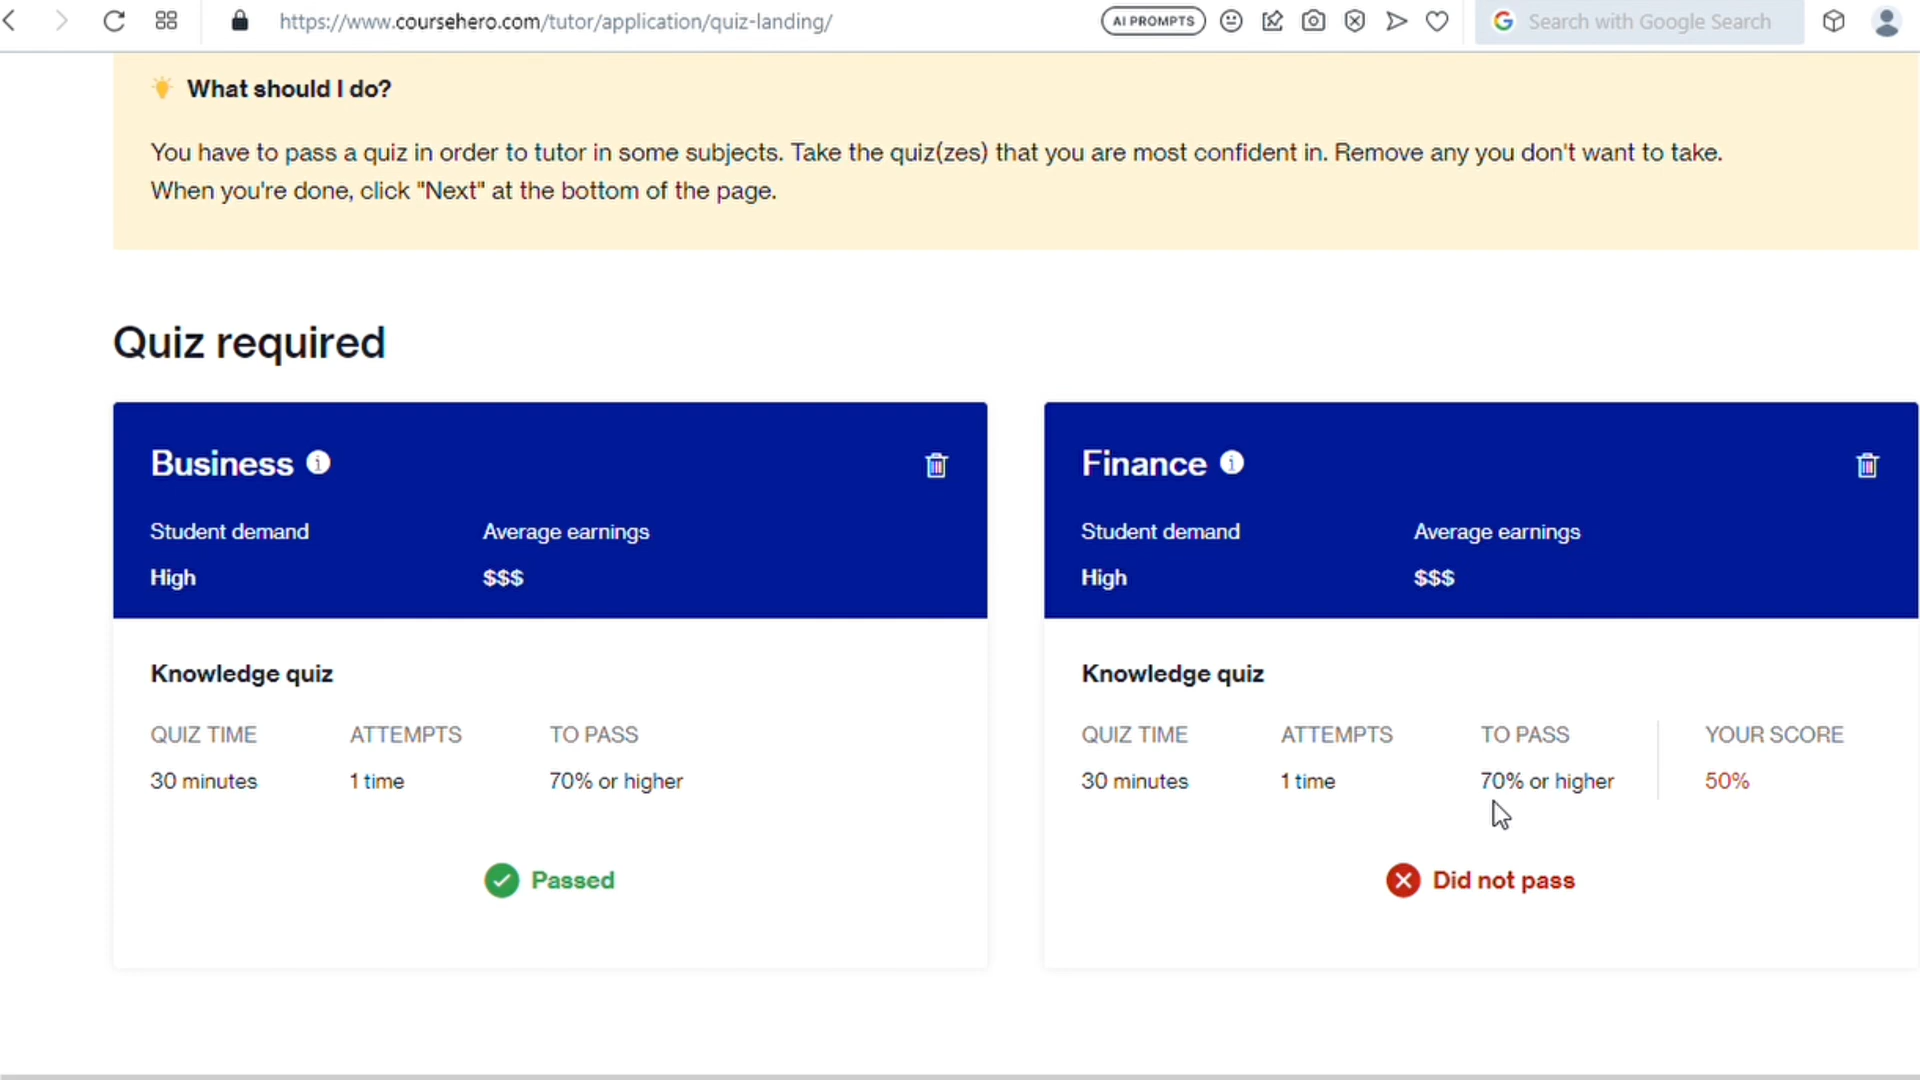 https://www.coursehero.com/tutor/application/quiz-landing/
AI PROMPTS
Search with Google Search
What should I do?
You have to pass a quiz in order to tutor in some subjects. Take the quiz(zes) that you are most confident in. Remove any you don't want to take.
When you're done, click "Next" at the bottom of the page.
Quiz required
Business
Student demand
Average earnings
High
$$$
Knowledge quiz
QUIZ TIME
ATTEMPTS
TO PASS
30 minutes
1 time
70% or higher
Passed
Finance
Student demand
Average earnings
High
$$$
Knowledge quiz
QUIZ TIME
ATTEMPTS
TO PASS
YOUR SCORE
30 minutes
1 time
70% or higher
50%
Did not pass